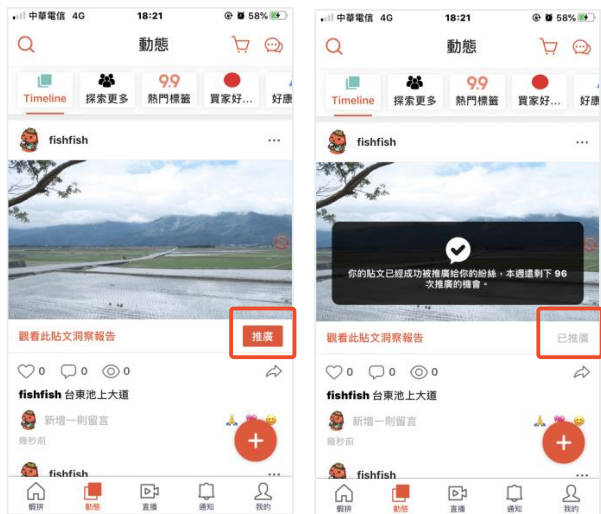 中華電信 4G
18:21
58%
動態
Timeline
探索更多
9.9
熱門標籤
買家好...
好康
fishfish
觀看此貼文洞察報告
推廣
0
0
0
fishfish 台東池上大道
新增一則留言
幾秒前
fishfish
蝦拼
動態
直播
通知
我的
中華電信 4G
18:21
58%
動態
Timeline
探索更多
9.9
熱門標籤
買家好...
好康
fishfish
你的貼文已經成功被推廣給你的粉絲，本週還剩下 96
次推廣的機會。
觀看此貼文洞察報告
已推廣
0
0
0
fishfish 台東池上大道
新增一則留言
幾秒前
fishfish
蝦拼
動態
直播
通知
我的